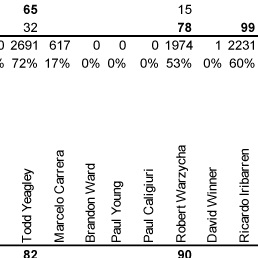 65 15
32 78 99
0 2691 617 0 0 0 1974 1 2231
% 72% 17% 0% 0% 0% 53% 0% 60%
Todd Yeagley
Marcelo Carrera
Brandon Ward
Paul Young
Paul Caligiuri
Robert Warzycha
David Winner
Ricardo Iribarren
82 90